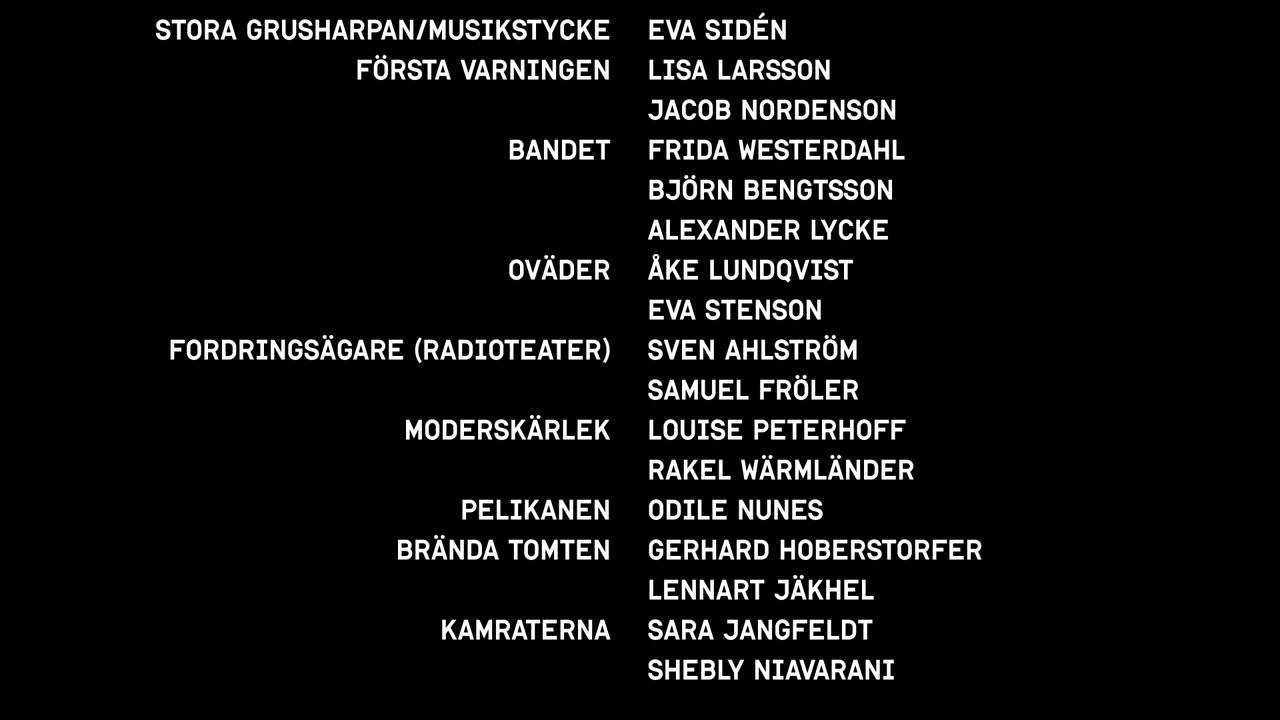 STORA GRUSHARPAN/MUSIKSTYCKE EVA SIDÉN
FÖRSTA VARNINGEN LISA LARSSON
JACOB NORDENSON
BANDET FRIDA WESTERDAHL
BJÖRN BENGTSSON
ALEXANDER LYCKE
OVÄDER ÅKE LUNDQVIST
EVA STENSON
FORDRINGSÄGARE (RADIOTEATER) SVEN AHLSTRÖM
SAMUEL FRÖLER
MODERSKÄRLEK LOUISE PETERHOFF
RAKEL WÄRMLÄNDER
PELIKANEN ODILE NUNES
BRÄNDA TOMTEN GERHARD HOBERSTORFER
LENNART JÄKHEL
KAMRATERNA SARA JANGFELDT
SHEBLY NIAVARANI